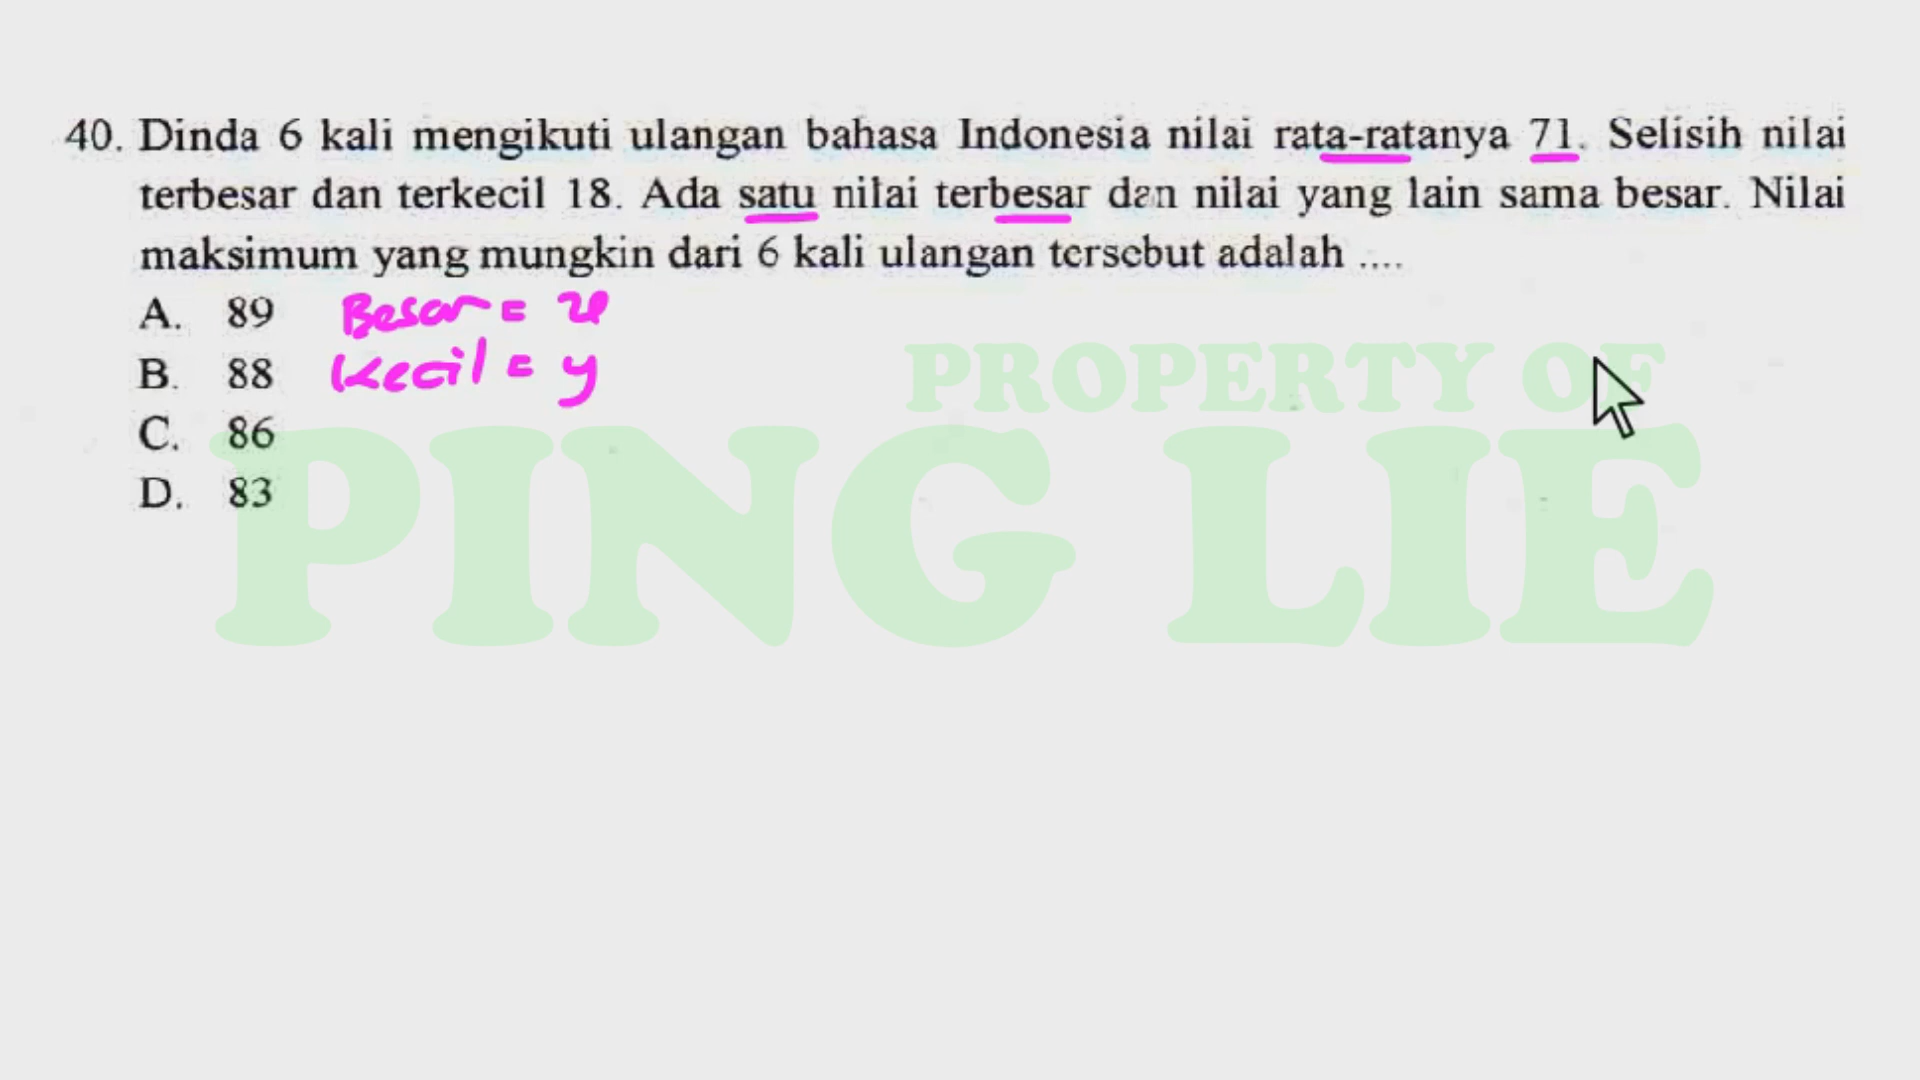 40. Dinda 6 kali mengikuti ulangan bahasa Indonesia nilai rata-ratanya 71. Selisih nilai
terbesar dan terkecil 18. Ada satu nilai terbesar dan nilai yang lain sama besar. Nilai
maksimum yang mungkin dari 6 kali ulangan tersebut adalah ....
A. 89
Besar = x
B. 88
Kecil = y
C. 86
D. 83
PROPERTY OF
PING LIE